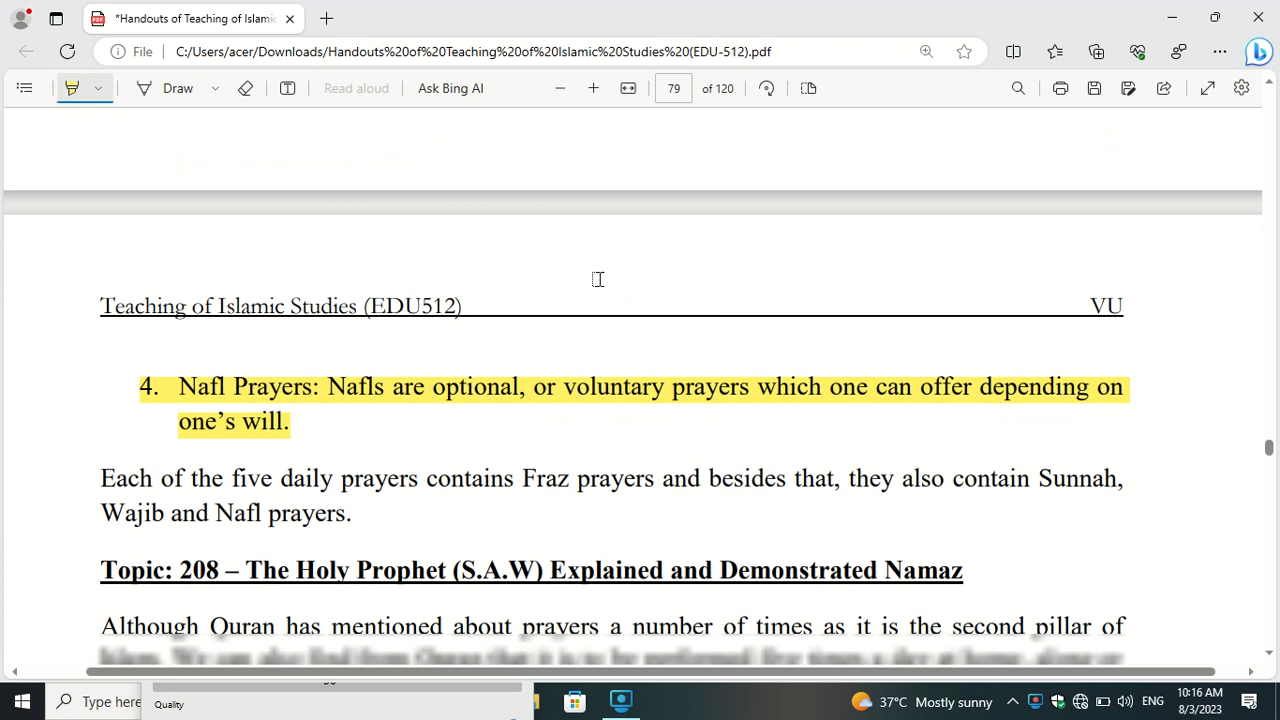 *Handouts of Teaching of Islamic
File
C:/Users/acer/Downloads/Handouts%20of%20Teaching%20of%20Islamic%20Studies%20(EDU-512).pdf
Draw
Read aloud
Ask Bing AI
79
of 120
Teaching of Islamic Studies (EDU512) VU
4. Nafl Prayers: Nafls are optional, or voluntary prayers which one can offer depending on
one's will.
Each of the five daily prayers contains Fraz prayers and besides that, they also contain Sunnah,
Wajib and Nafl prayers.
Topic: 208 – The Holy Prophet (S.A.W) Explained and Demonstrated Namaz
Although Quran has mentioned about prayers a number of times as it is the second pillar of
Type here
Quality
37°C Mostly sunny
ENG
10:16 AM
8/3/2023